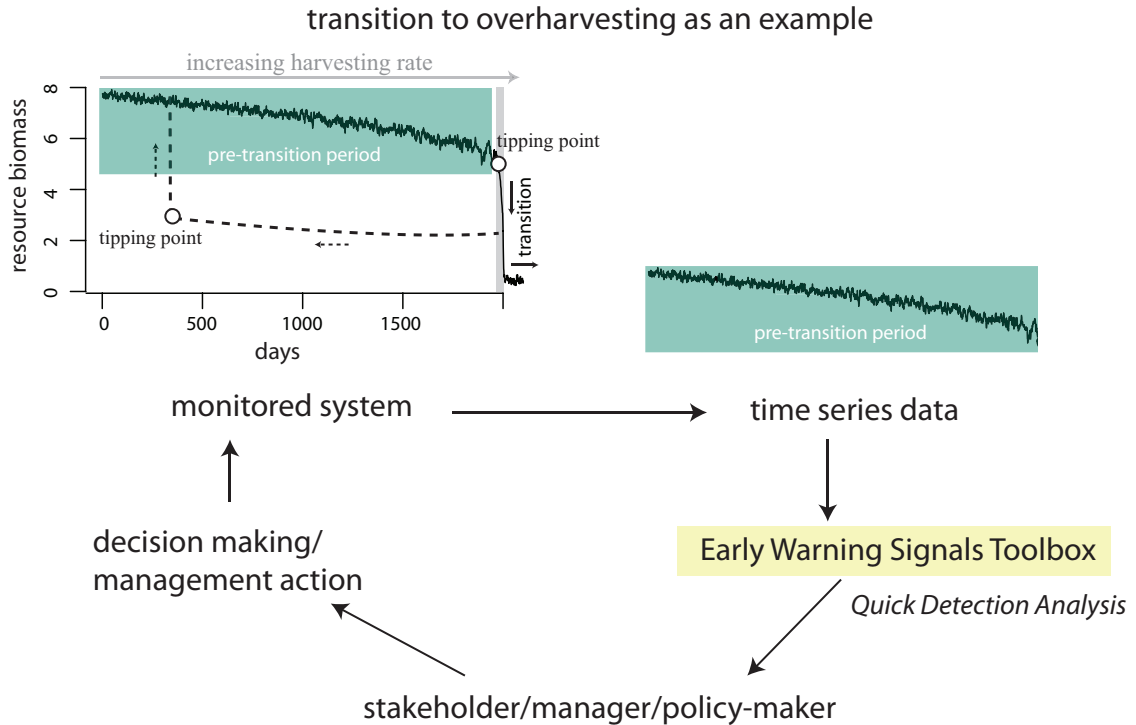 transition to overharvesting as an example
increasing harvesting rate
resource biomass
8
6
4
2
0
pre-transition period
tipping point
tipping point
transition
0
500
1000
1500
days
pre-transition period
monitored system
time series data
decision making/
management action
Early Warning Signals Toolbox
Quick Detection Analysis
stakeholder/manager/policy-maker